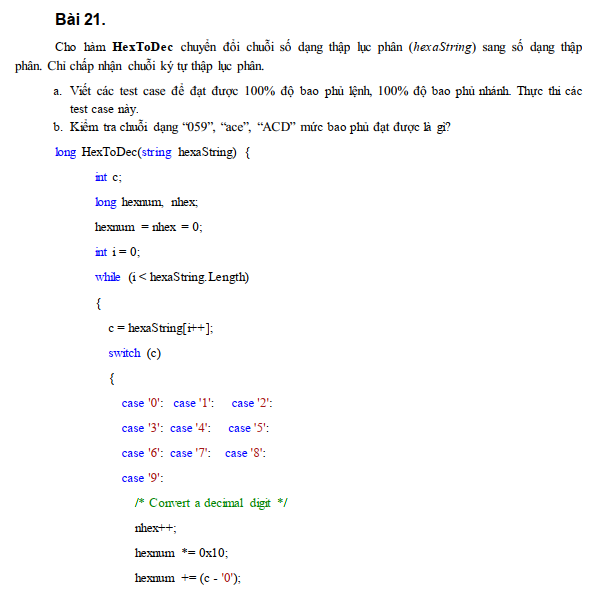 Bài 21.
Cho hàm HexToDec chuyển đổi chuỗi số dạng thập lục phân (hexaString) sang số dạng thập
phân. Chỉ chấp nhận chuỗi ký tự thập lục phân.
a. Viết các test case để đạt được 100% độ bao phủ lệnh, 100% độ bao phủ nhánh. Thực thi các
test case này.
b. Kiểm tra chuỗi dạng “059”, “ace”, “ACD” mức bao phủ đạt được là gì?
long HexToDec(string hexaString) {
int c;
long hexnum, nhex;
hexnum = nhex = 0;
int i = 0;
while (i < hexaString.Length)
{
c = hexaString[i++];
switch (c)
{
case '0': case '1': case '2':
case '3': case '4': case '5':
case '6': case '7': case '8':
case '9':
/* Convert a decimal digit */
nhex++;
hexnum *= 0x10;
hexnum += (c - '0');